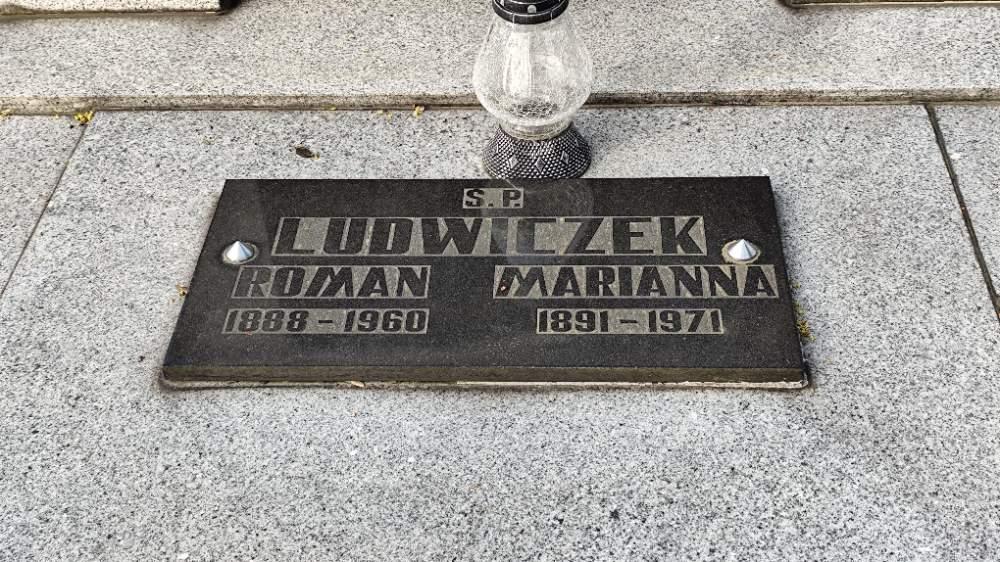 S.P.
LUDWICZEK
ROMAN MARIANNA
1888-1960 1891-1971